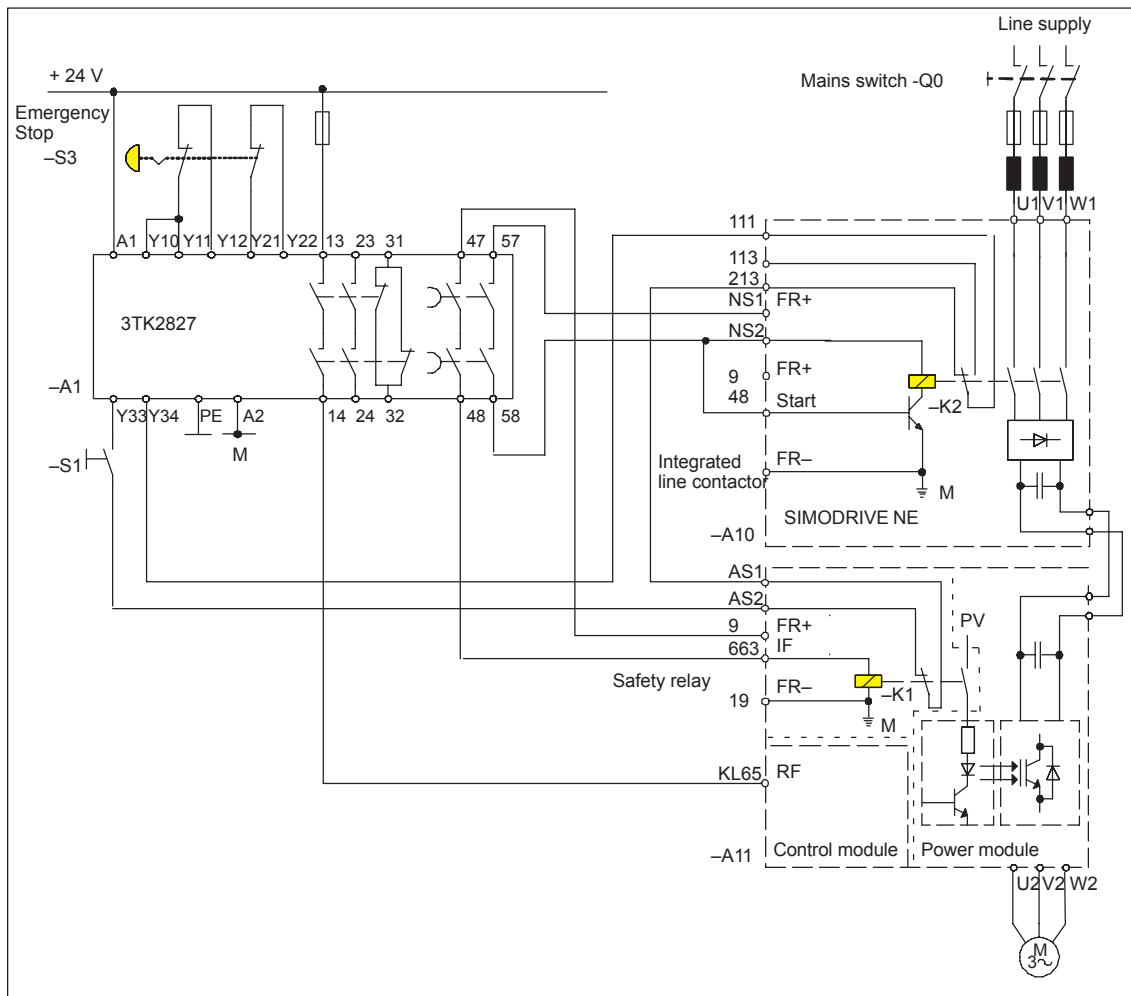 Line supply
+ 24 V
Mains switch -Q0
Emergency
Stop
–S3
U1 V1 W1
A1 Y10 Y11 Y12 Y21 Y22 13 23 31 47 57
111
113
213
NS1 FR+
NS2
3TK2827
9 FR+
48 Start
–K2
–A1
Y33 Y34 PE A2 14 24 32 48 58
M
–S1
Integrated
line contactor
FR–
M
SIMODRIVE NE
–A10
AS1
AS2
9 FR+
663 IF
PV
Safety relay
–K1
19 FR–
M
KL65 RF
–A11
Control module
Power module
U2 V2 W2
M
3~